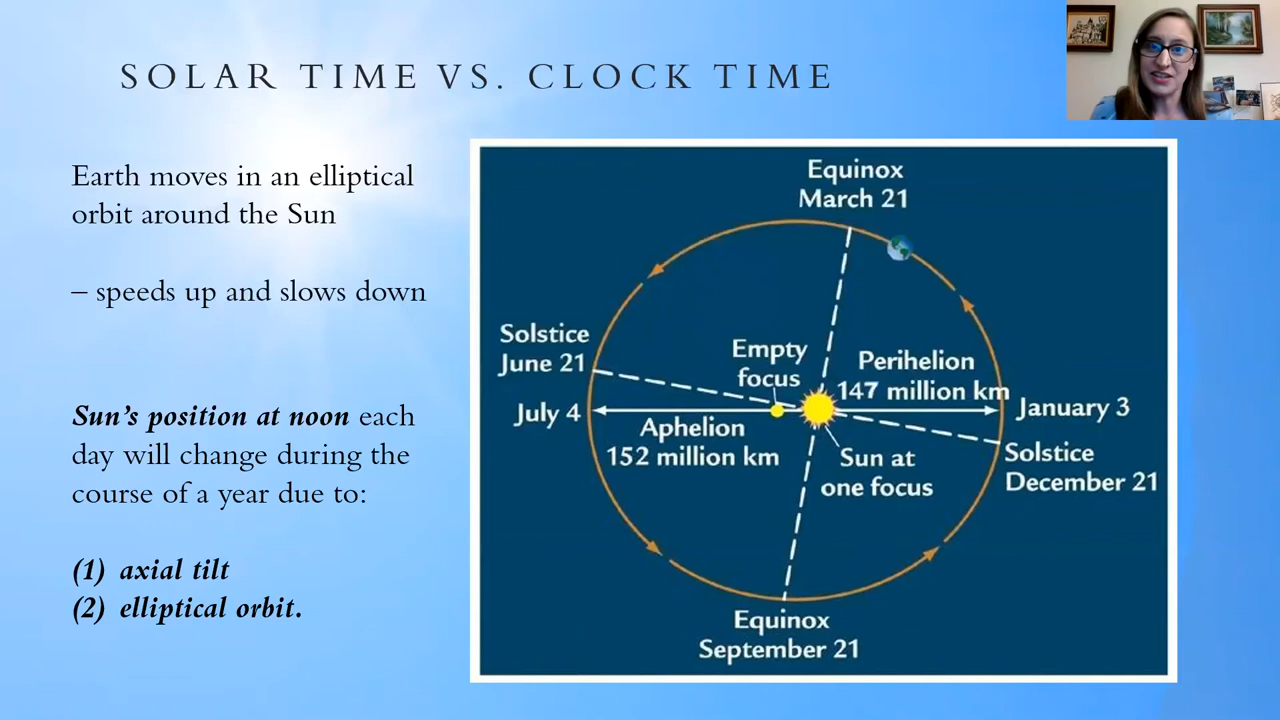 SOLAR TIME VS. CLOCK TIME
Earth moves in an elliptical
orbit around the Sun
– speeds up and slows down
Sun’s position at noon each
day will change during the
course of a year due to:
(1) axial tilt
(2) elliptical orbit.
Equinox
March 21
Solstice
June 21
Empty
focus
Perihelion
147 million km
July 4
January 3
Aphelion
152 million km
Sun at
one focus
Solstice
December 21
Equinox
September 21